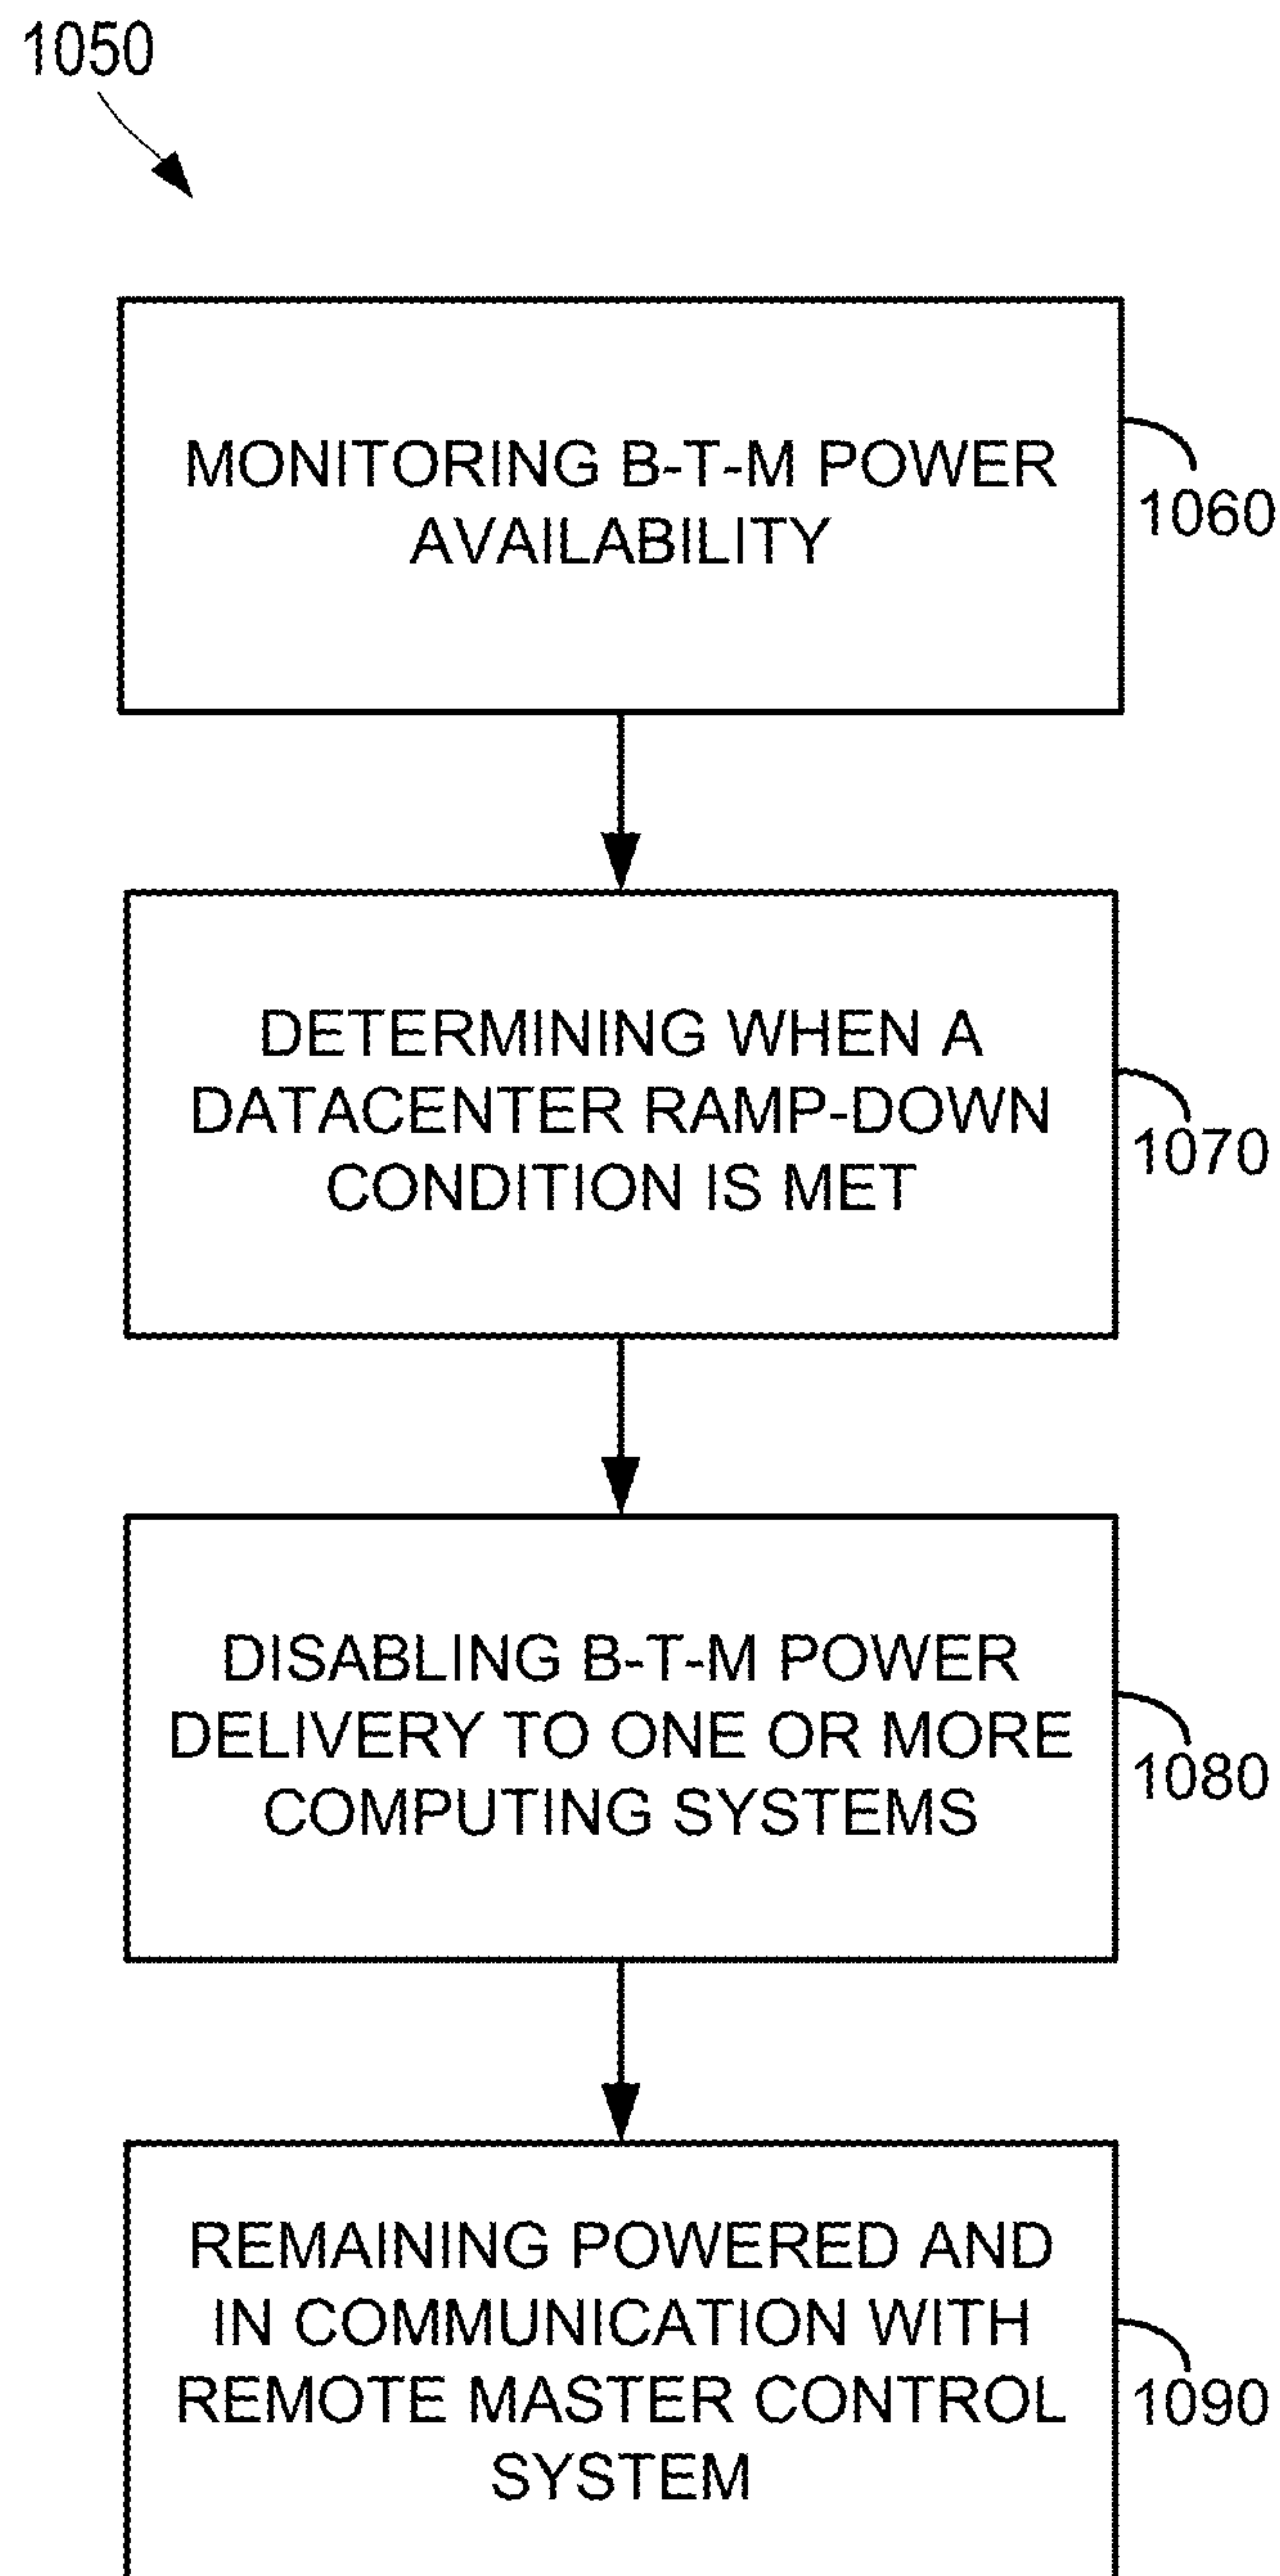 1050
MONITORING B-T-M POWER
AVAILABILITY
1060
DETERMINING WHEN A
DATACENTER RAMP-DOWN
CONDITION IS MET
1070
DISABLING B-T-M POWER
DELIVERY TO ONE OR MORE
COMPUTING SYSTEMS
1080
REMAINING POWERED AND
IN COMMUNICATION WITH
REMOTE MASTER CONTROL
SYSTEM
1090